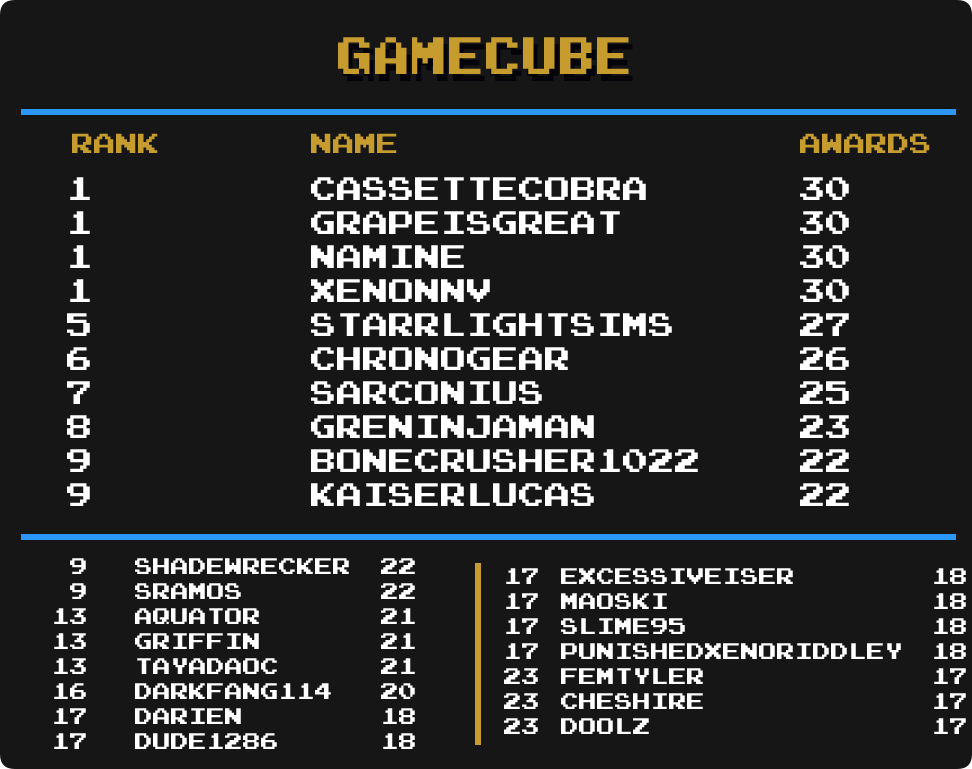 GAMECUBE
RANK NAME AWARDS
1 CASSETTECOBRA 30
1 GRAPEISGREAT 30
1 NAMINE 30
1 XENONNV 30
5 STARRLIGHTSIMS 27
6 CHRONOGEAR 26
7 SARCONIUS 25
8 GRENINJAMAN 23
9 BONECRUSHER1022 22
9 KAISERLUCAS 22
9 SHADEWRECKER 22
9 SRAMOS 22
13 AQUATOR 21
13 GRIFFIN 21
13 TAYADAOC 21
16 DARKFANG114 20
17 DARIEN 18
17 DUDE1286 18
17 EXCESSIVEISER 18
17 MAOSKI 18
17 SLIME95 18
17 PUNISHEDXENORIDDLEY 18
23 FEMTYLER 17
23 CHESHIRE 17
23 DOOLZ 17